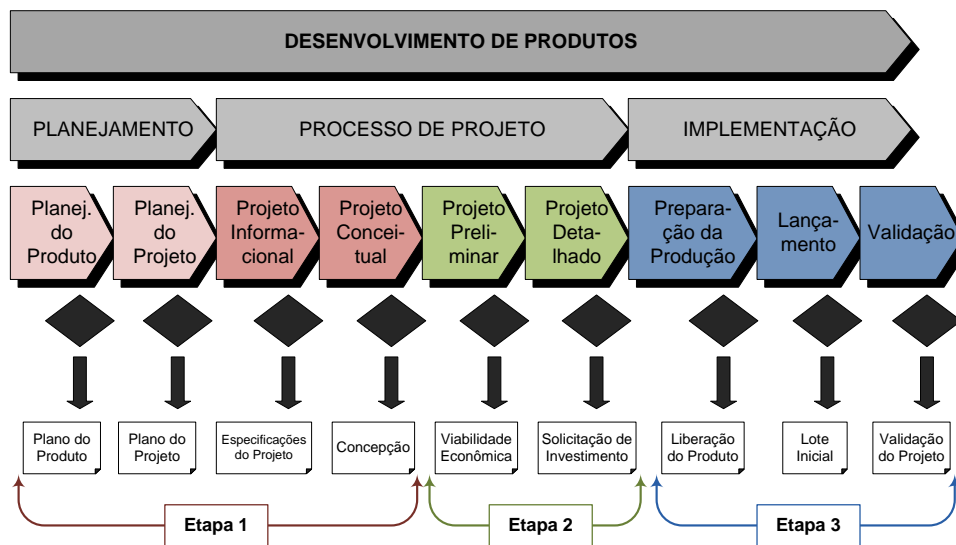 DESENVOLVIMENTO DE PRODUTOS
PLANEJAMENTO
PROCESSO DE PROJETO
IMPLEMENTAÇÃO
Planej.
do
Produto
Planej.
do
Projeto
Projeto
Informa-
cional
Projeto
Concei-
tual
Projeto
Preli-
minar
Projeto
Deta-
lhado
Prepara-
ção da
Produção
Lança-
mento
Validação
Plano do
Produto
Plano do
Projeto
Especificações
do Projeto
Concepção
Viabilidade
Econômica
Solicitação de
Investimento
Liberação
do Produto
Lote
Inicial
Validação
do Projeto
Etapa 1
Etapa 2
Etapa 3